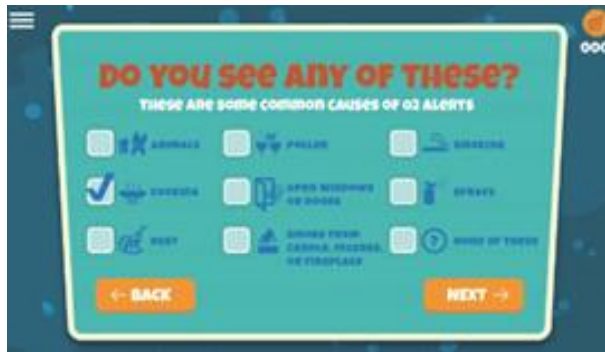 DO YOU SEE ANY OF THESE?
THESE ARE SOME COMMON CAUSES OF O3 ALERTS
ANIMALS
POLLEN
SMOKING
COOKING
OPEN WINDOWS
OR DOORS
SPRAYS
DUST
SMOKE FROM
CANDLE, INCENSE,
OR FIREPLACE
? NONE OF THESE
← BACK
NEXT →